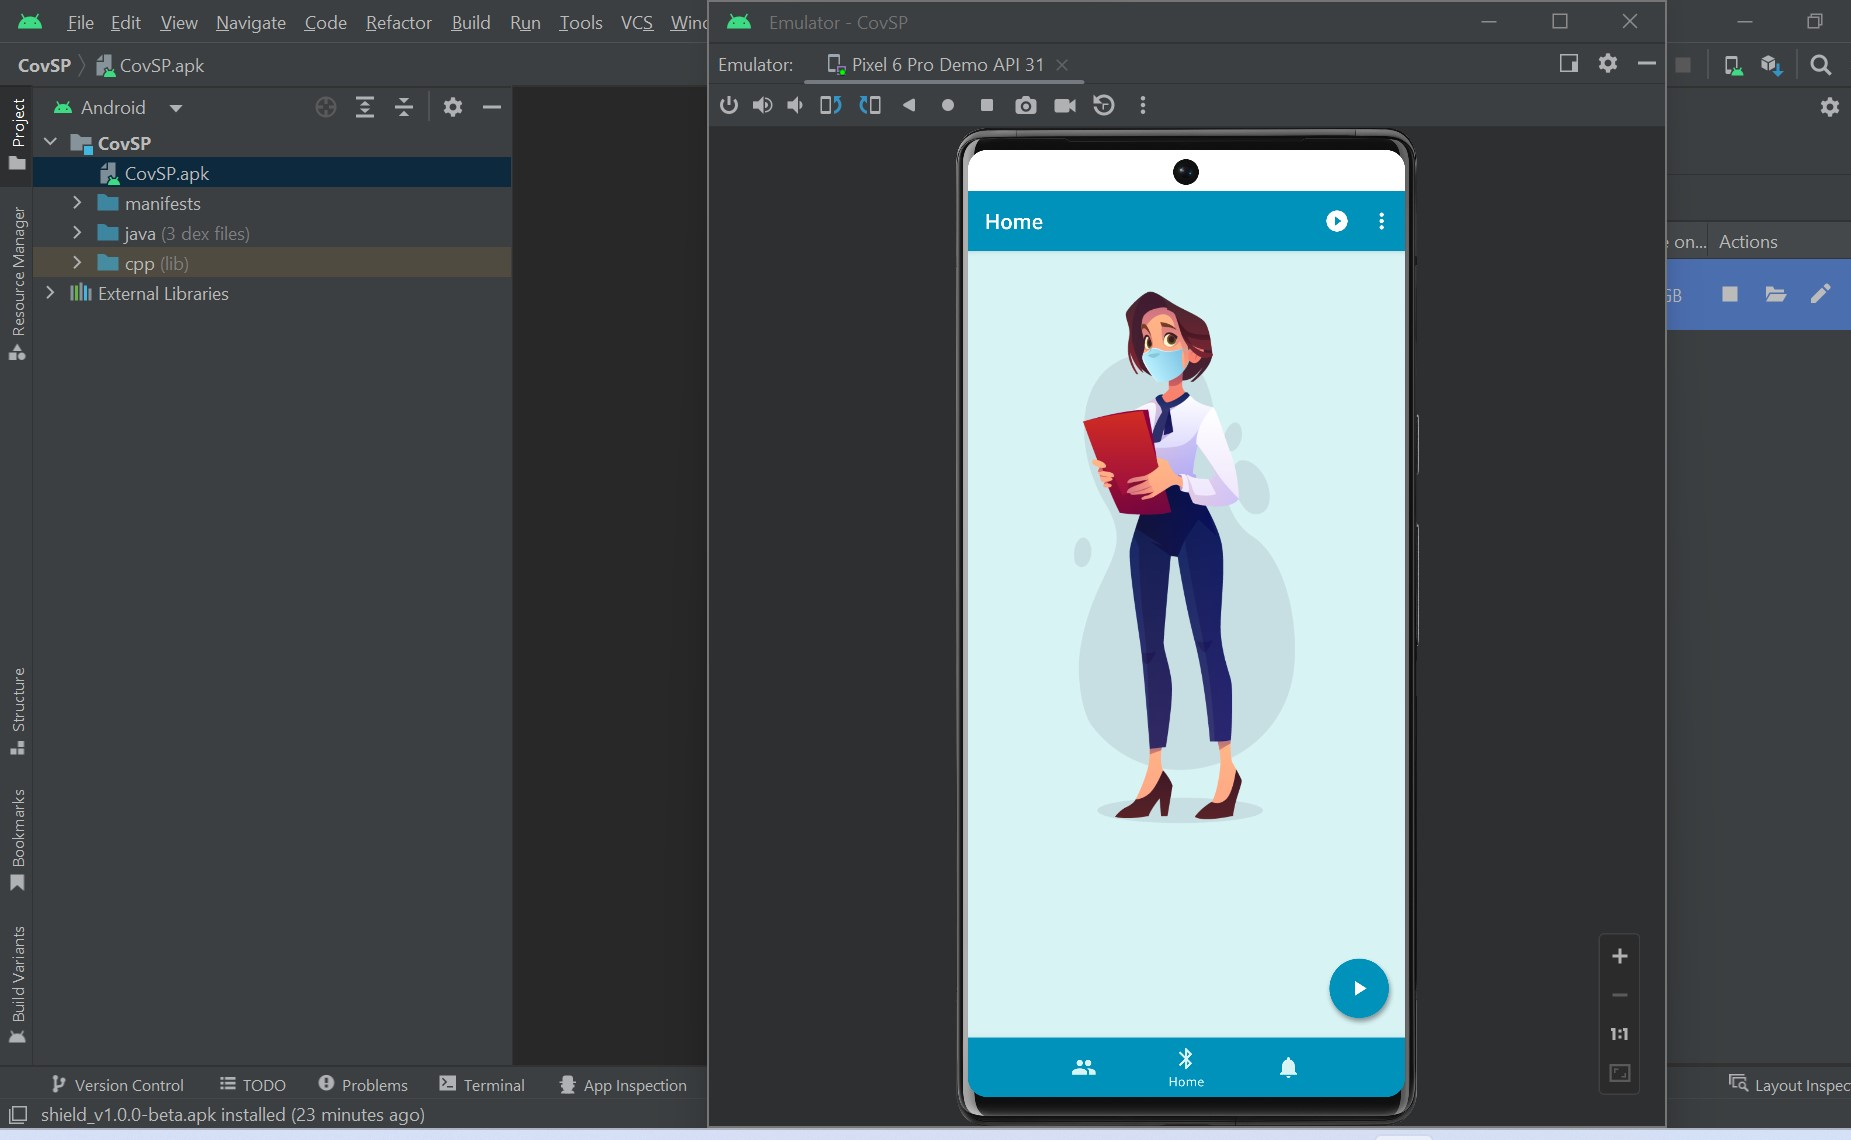 File Edit View Navigate Code Refactor Build Run Tools VCS
Emulator - CovSP
CovSP
CovSP.apk
Emulator:
Pixel 6 Pro Demo API 31
Android
CovSP
CovSP.apk
manifests
java (3 dex files)
cpp (lib)
External Libraries
Project
Resource Manager
Structure
Bookmarks
Build Variants
Home
on...
Actions
GB
1:1
Home
Version Control
TODO
Problems
Terminal
App Inspection
Layout Inspec
shield_v1.0.0-beta.apk installed (23 minutes ago)